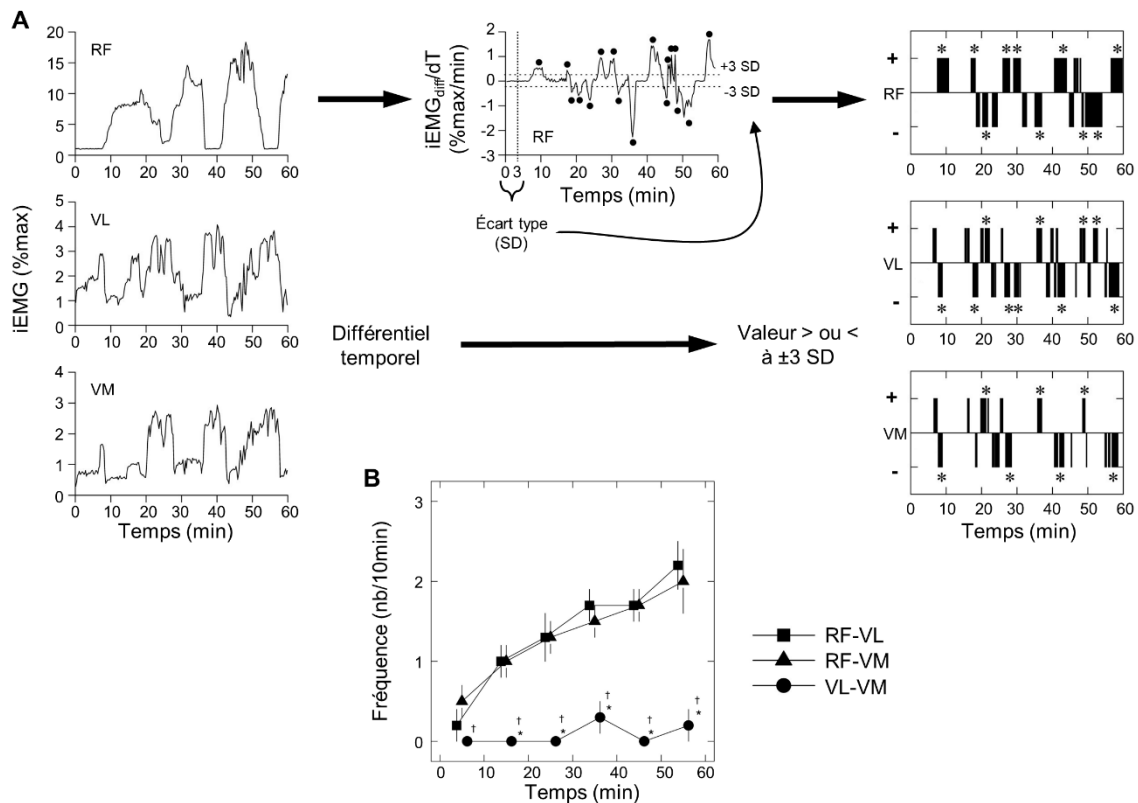 A
RF
20
15
10
5
0
0 10 20 30 40 50 60
VL
5
4
3
2
1
0
0 10 20 30 40 50 60
VM
4
3
2
1
0
0 10 20 30 40 50 60
iEMG (%max)
Temps (min)
iEMGdiff/dT
(%max/min)
2
1
0
-1
-2
-3
+3 SD
-3 SD
RF
0 3 10 20 30 40 50 60
Temps (min)
Écart type
(SD)
Différentiel
temporel
Valeur > ou <
à ±3 SD
* * * * * *
+
RF
-
* * * *
0 10 20 30 40 50 60
* * * *
+
VL
-
* * * * * *
0 10 20 30 40 50 60
* * *
+
VM
-
* * * *
0 10 20 30 40 50 60
Temps (min)
B
Fréquence (nb/10min)
3
2
1
0
† † † † † †
* * * * *
0 10 20 30 40 50 60
Temps (min)
RF-VL
RF-VM
VL-VM